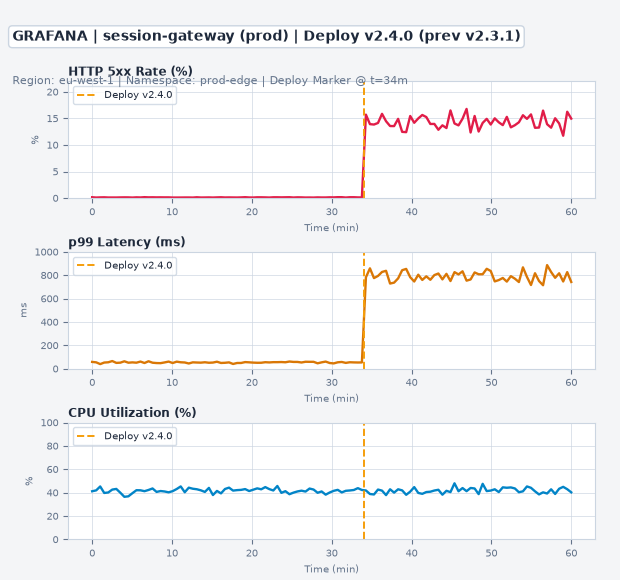 GRAFANA | session-gateway (prod) | Deploy v2.4.0 (prev v2.3.1)
HTTP 5xx Rate (%)
Region: eu-west-1 | Namespace: prod-edge | Deploy Marker @ t=34m
Deploy v2.4.0
20
15
10
5
0
%
0 10 20 30 40 50 60
Time (min)
p99 Latency (ms)
Deploy v2.4.0
1000
800
600
400
200
0
ms
0 10 20 30 40 50 60
Time (min)
CPU Utilization (%)
Deploy v2.4.0
100
80
60
40
20
0
%
0 10 20 30 40 50 60
Time (min)